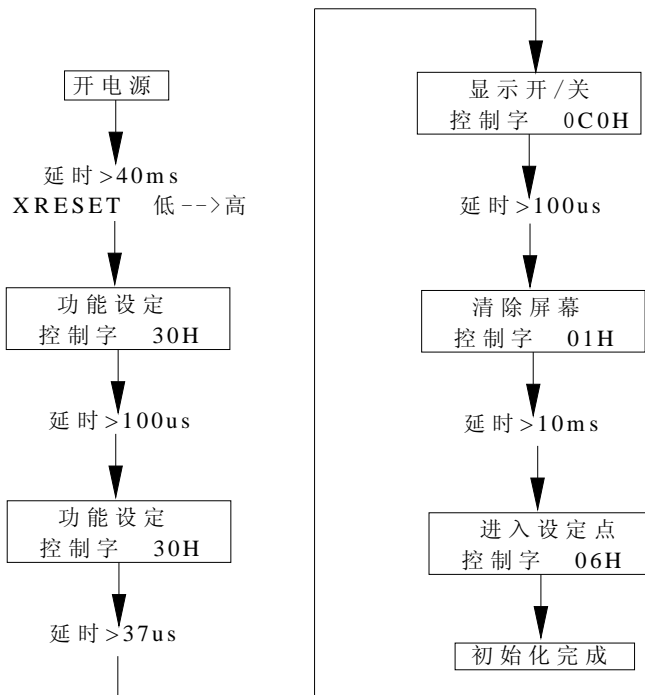 开电源
延时>40ms
XRESET 低-->高
功能设定
控制字 30H
延时>100us
功能设定
控制字 30H
延时>37us
显示开/关
控制字 0C0H
延时>100us
清除屏幕
控制字 01H
延时>10ms
进入设定点
控制字 06H
初始化完成